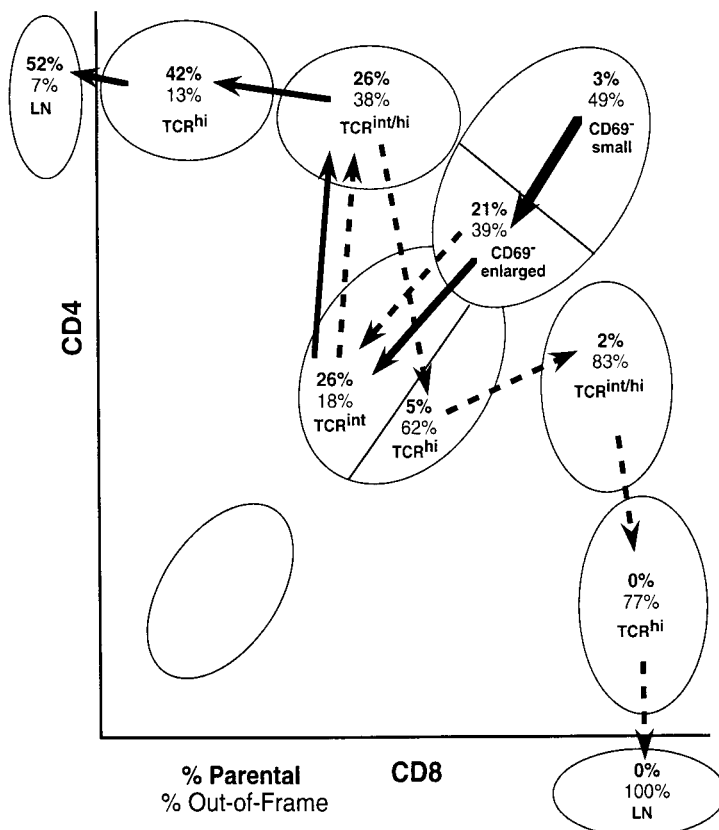 52%
7%
LN
42%
13%
TCRhi
26%
38%
TCRint/hi
3%
49%
CD69-
small
21%
39%
CD69-
enlarged
26%
18%
TCRint
5%
62%
TCRhi
2%
83%
TCRint/hi
0%
77%
TCRhi
0%
100%
LN
CD4
CD8
% Parental
% Out-of-Frame